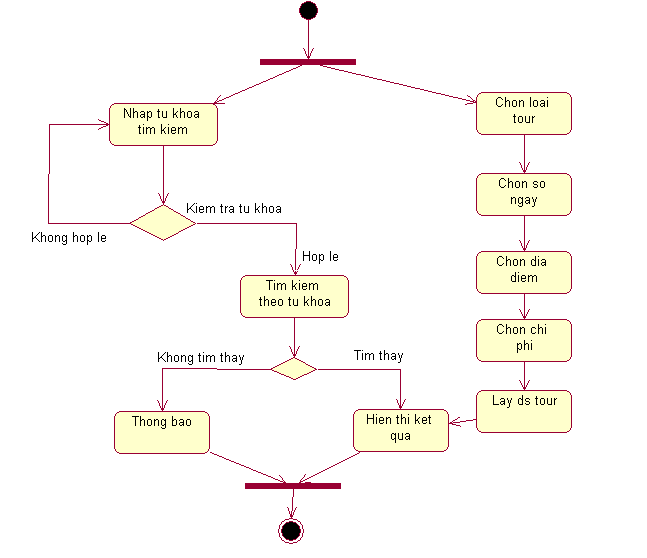 Nhap tu khoa
tim kiem
Chon loai
tour
Kiem tra tu khoa
Khong hop le
Chon so
ngay
Hop le
Chon dia
diem
Tim kiem
theo tu khoa
Chon chi
phi
Khong tim thay
Tim thay
Lay ds tour
Thong bao
Hien thi ket
qua